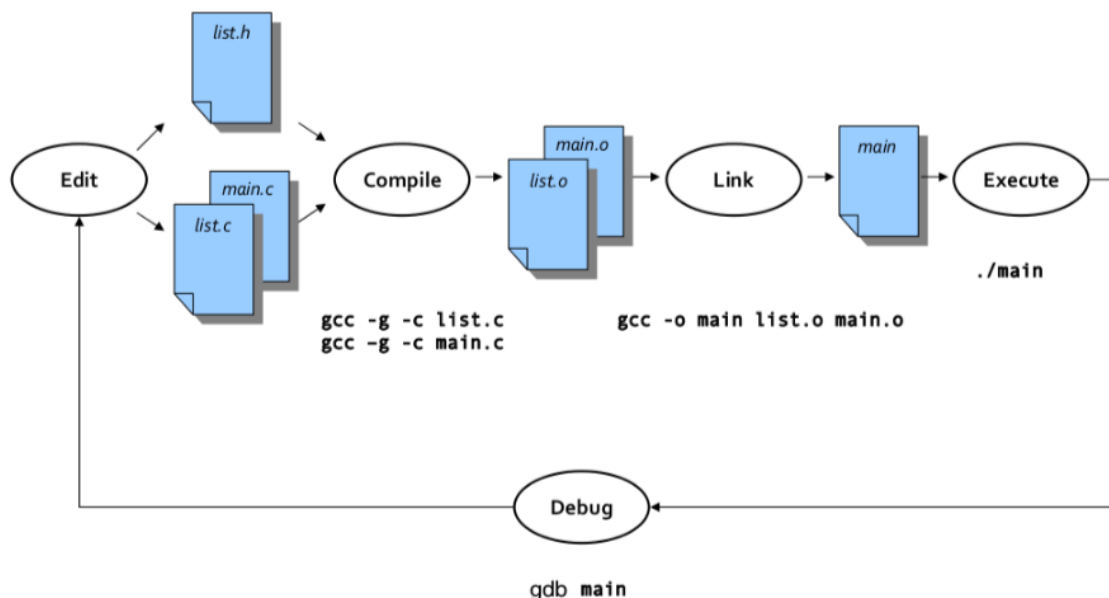 list.h
Edit
main.c
list.c
Compile
main.o
list.o
Link
main
Execute
./main
gcc -g -c list.c
gcc –g -c main.c
gcc -o main list.o main.o
Debug
gdb main